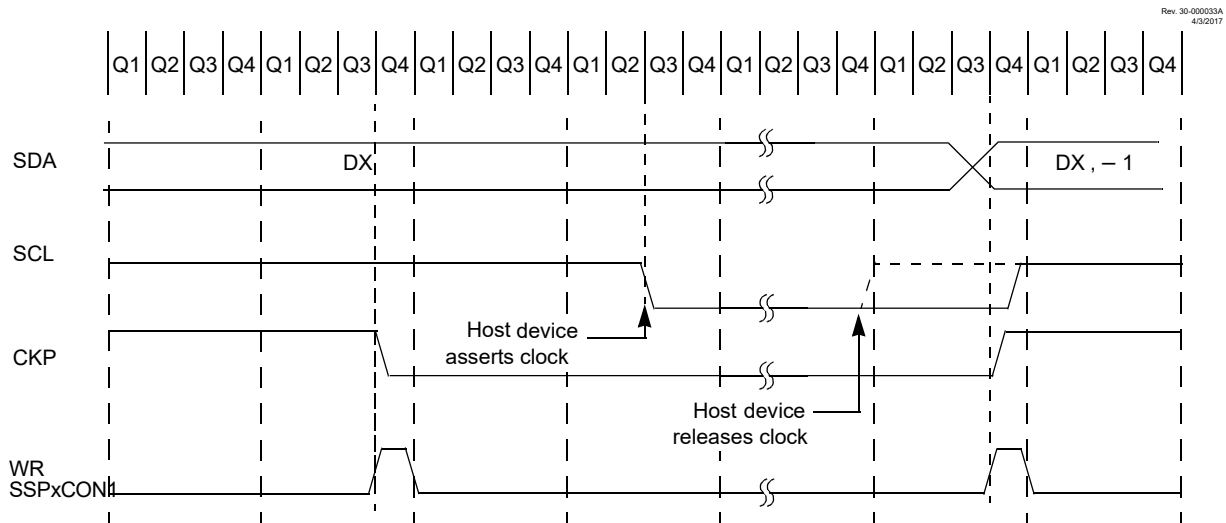 Rev. 30-000033A
4/3/2017
Q1 Q2 Q3 Q4 Q1 Q2 Q3 Q4 Q1 Q2 Q3 Q4 Q1 Q2 Q3 Q4 Q1 Q2 Q3 Q4 Q1 Q2 Q3 Q4 Q1 Q2 Q3 Q4
SDA
DX
DX , – 1
SCL
Host device
asserts clock
CKP
Host device
releases clock
WR
SSPxCON1